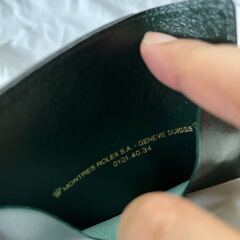 MONTRES ROLEX S.A. - GENEVE SUISSE
0101.40.34